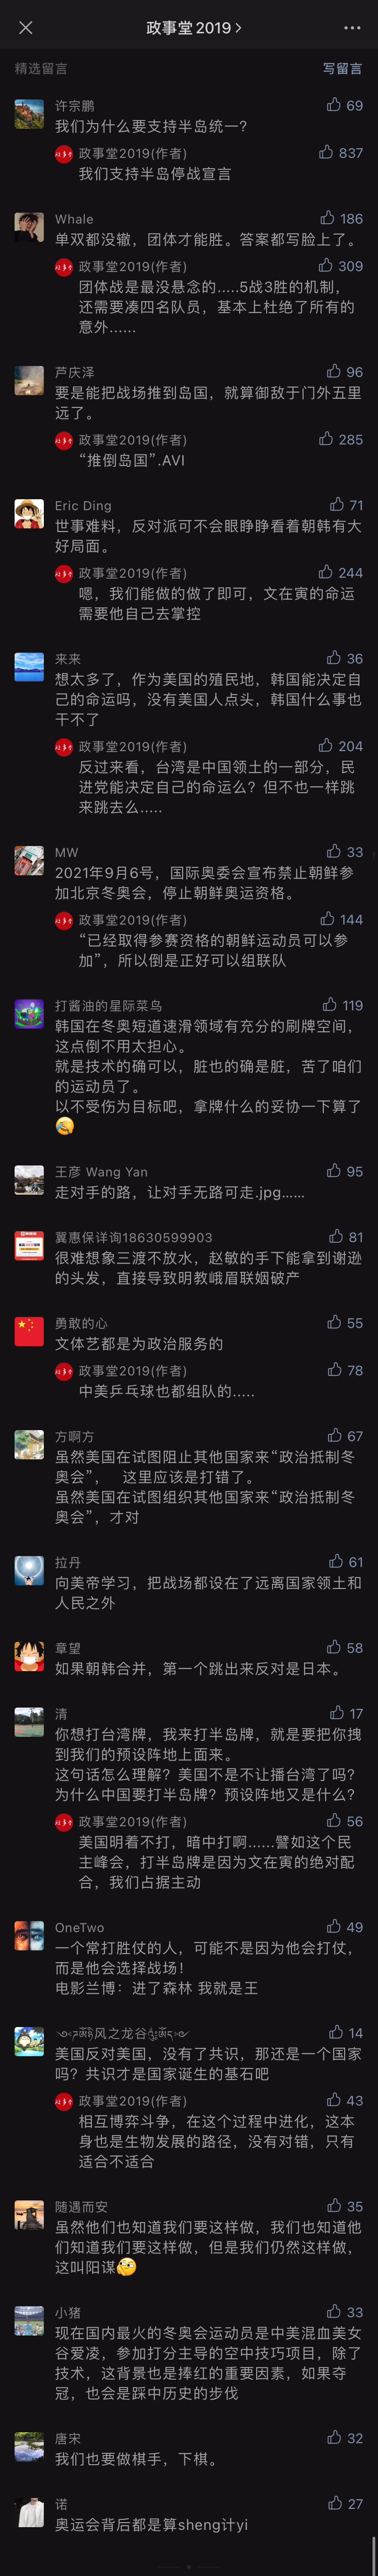 政事堂2019
精选留言
写留言
许宗鹏
69
我们为什么要支持半岛统一?
政事堂2019(作者)
837
我们支持半岛停战宣言
Whale
186
单双都没辙，团体才能胜。答案都写脸上了。
政事堂2019(作者)
309
团体战是最没悬念的.....5战3胜的机制，
还需要凑四名队员，基本上杜绝了所有的
意外......
芦庆泽
96
要是能把战场推到岛国，就算御敌于门外五里
远了。
政事堂2019(作者)
285
“推倒岛国”.AVI
Eric Ding
71
世事难料，反对派可不会眼睁睁看着朝韩有大
好局面。
政事堂2019(作者)
244
嗯，我们能做的做了即可，文在寅的命运
需要他自己去掌控
来来
36
想太多了，作为美国的殖民地，韩国能决定自
己的命运吗，没有美国人点头，韩国什么事也
干不了
政事堂2019(作者)
204
反过来看，台湾是中国领土的一部分，民
进党能决定自己的命运么？但不也一样跳
来跳去么.....
MW
33
2021年9月6号，国际奥委会宣布禁止朝鲜参
加北京冬奥会，停止朝鲜奥运资格。
政事堂2019(作者)
144
“已经取得参赛资格的朝鲜运动员可以参
加”，所以倒是正好可以组联队
打酱油的星际菜鸟
119
韩国在冬奥短道速滑领域有充分的刷牌空间，
这点倒不用太担心。
就是技术的确可以，脏也的确是脏，苦了咱们
的运动员了。
以不受伤为目标吧，拿牌什么的妥协一下算了
王彦 Wang Yan
95
走对手的路，让对手无路可走.jpg......
冀惠保详询18630599903
81
很难想象三渡不放水，赵敏的手下能拿到谢逊
的头发，直接导致明教峨眉联姻破产
勇敢的心
55
文体艺都是为政治服务的
政事堂2019(作者)
78
中美乒乓球也都组队的.....
方啊方
67
虽然美国在试图阻止其他国家来“政治抵制冬
奥会”， 这里应该是打错了。
虽然美国在试图组织其他国家来“政治抵制冬
奥会”，才对
拉丹
61
向美帝学习，把战场都设在了远离国家领土和
人民之外
章望
58
如果朝韩合并，第一个跳出来反对是日本。
清
17
你想打台湾牌，我来打半岛牌，就是要把你拽
到我们的预设阵地上面来。
这句话怎么理解？美国不是不让播台湾了吗？
为什么中国要打半岛牌？预设阵地又是什么？
政事堂2019(作者)
56
美国明着不打，暗中打啊......譬如这个民
主峰会，打半岛牌是因为文在寅的绝对配
合，我们占据主动
OneTwo
49
一个常打胜仗的人，可能不是因为他会打仗，
而是他会选择战场！
电影兰博：进了森林 我就是王
风之龙谷
14
美国反对美国，没有了共识，那还是一个国家
吗？共识才是国家诞生的基石吧
政事堂2019(作者)
43
相互博弈斗争，在这个过程中进化，这本
身也是生物发展的路径，没有对错，只有
适合不适合
随遇而安
35
虽然他们也知道我们要这样做，我们也知道他
们知道我们要这样做，但是我们仍然这样做，
这叫阳谋
小猪
33
现在国内最火的冬奥会运动员是中美混血美女
谷爱凌，参加打分主导的空中技巧项目，除了
技术，这背景也是捧红的重要因素，如果夺
冠，也会是踩中历史的步伐
唐宋
32
我们也要做棋手，下棋。
诺
27
奥运会背后都是算sheng计yi